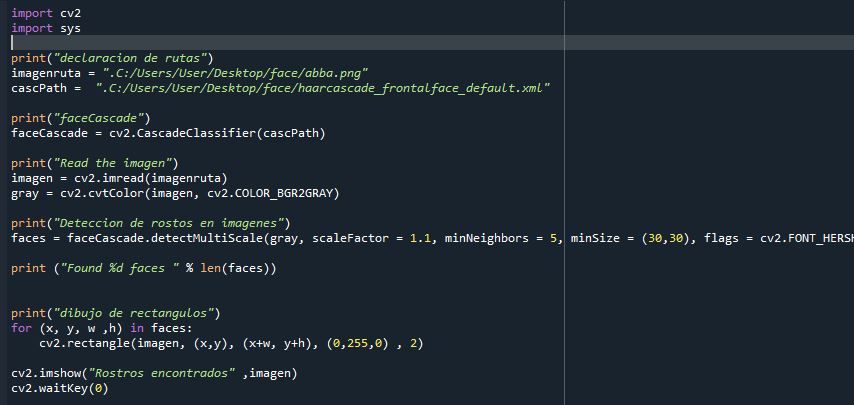 import cv2
import sys
print("declaracion de rutas")
imagenruta = ".C:/Users/User/Desktop/face/abba.png"
cascPath =  ".C:/Users/User/Desktop/face/haarcascade_frontalface_default.xml"
print("faceCascade")
faceCascade = cv2.CascadeClassifier(cascPath)
print("Read the imagen")
imagen = cv2.imread(imagenruta)
gray = cv2.cvtColor(imagen, cv2.COLOR_BGR2GRAY)
print("Deteccion de rostos en imagenes")
faces = faceCascade.detectMultiScale(gray, scaleFactor = 1.1, minNeighbors = 5, minSize = (30,30), flags = cv2.FONT_HERSH
print ("Found %d faces " % len(faces))
print("dibujo de rectangulos")
for (x, y, w ,h) in faces:
    cv2.rectangle(imagen, (x,y), (x+w, y+h), (0,255,0) , 2)
cv2.imshow("Rostros encontrados" ,imagen)
cv2.waitKey(0)